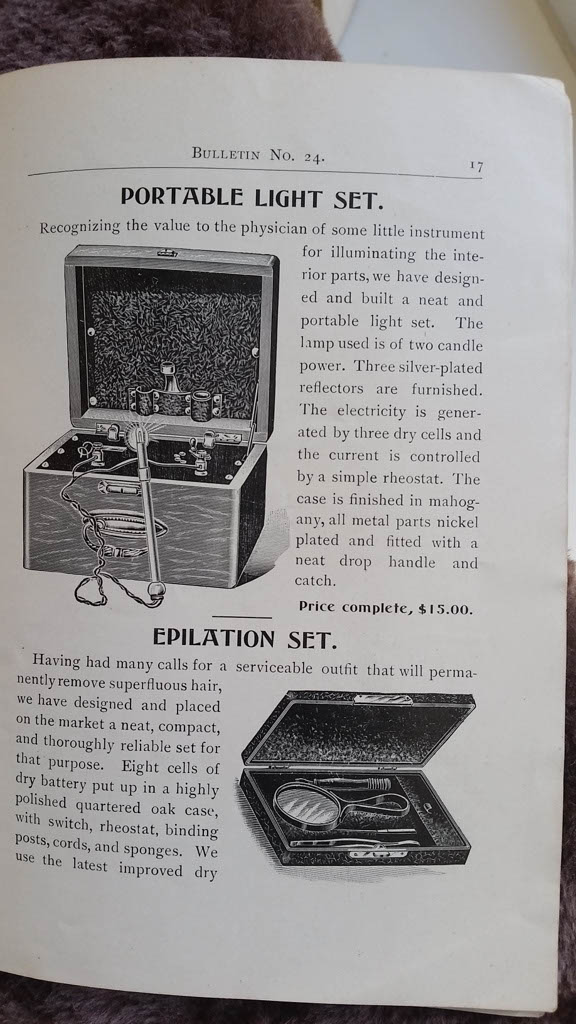 BULLETIN NO. 24.
17
PORTABLE LIGHT SET.
Recognizing the value to the physician of some little instrument
for illuminating the inte-
rior parts, we have design-
ed and built a neat and
portable light set. The
lamp used is of two candle
power. Three silver-plated
reflectors are furnished.
The electricity is gener-
ated by three dry cells and
the current is controlled
by a simple rheostat. The
case is finished in mahog-
any, all metal parts nickel
plated and fitted with a
neat drop handle and
catch.
Price complete, $15.00.
EPILATION SET.
Having had many calls for a serviceable outfit that will perma-
nently remove superfluous hair,
we have designed and placed
on the market a neat, compact,
and thoroughly reliable set for
that purpose. Eight cells of
dry battery put up in a highly
polished quartered oak case,
with switch, rheostat, binding
posts, cords, and sponges. We
use the latest improved dry